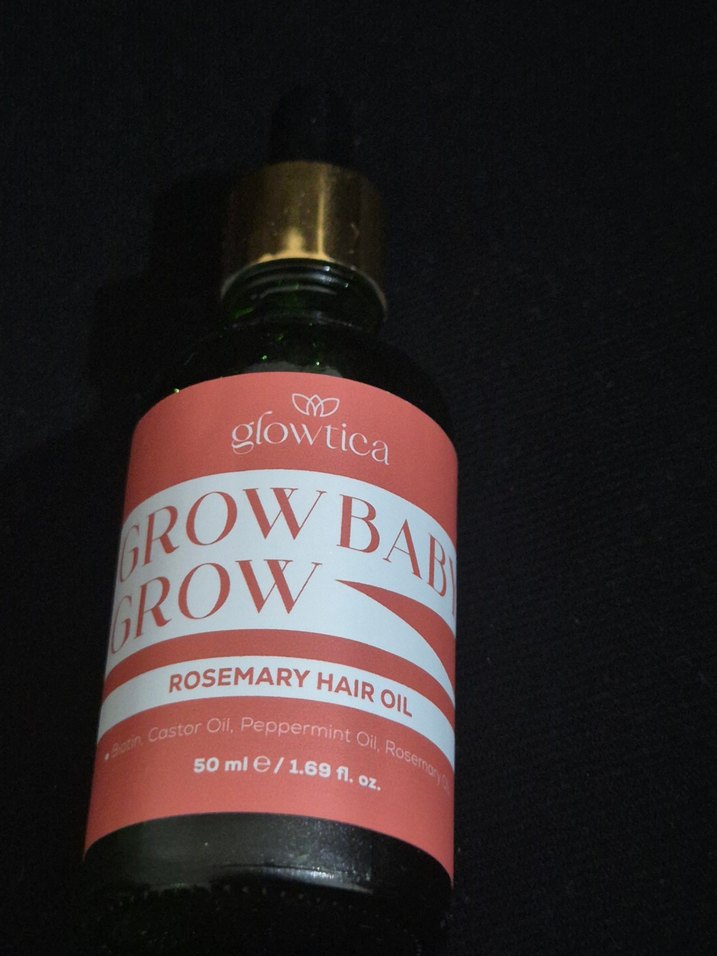 glowtica
GROW BABY
GROW
ROSEMARY HAIR OIL
• Biotin, Castor Oil, Peppermint Oil, Rosemary
50 ml ℮ / 1.69 fl. oz.